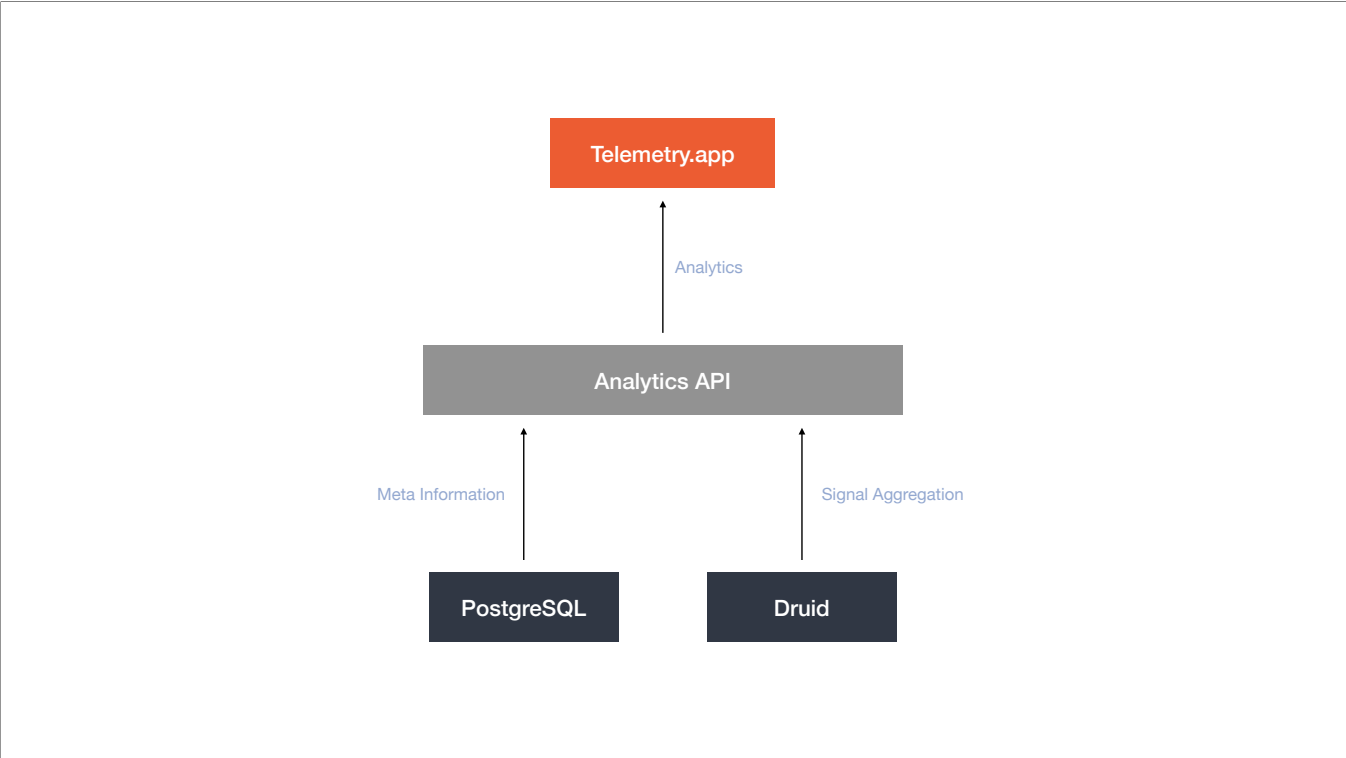 Telemetry.app
Analytics
Analytics API
Meta Information
Signal Aggregation
PostgreSQL
Druid